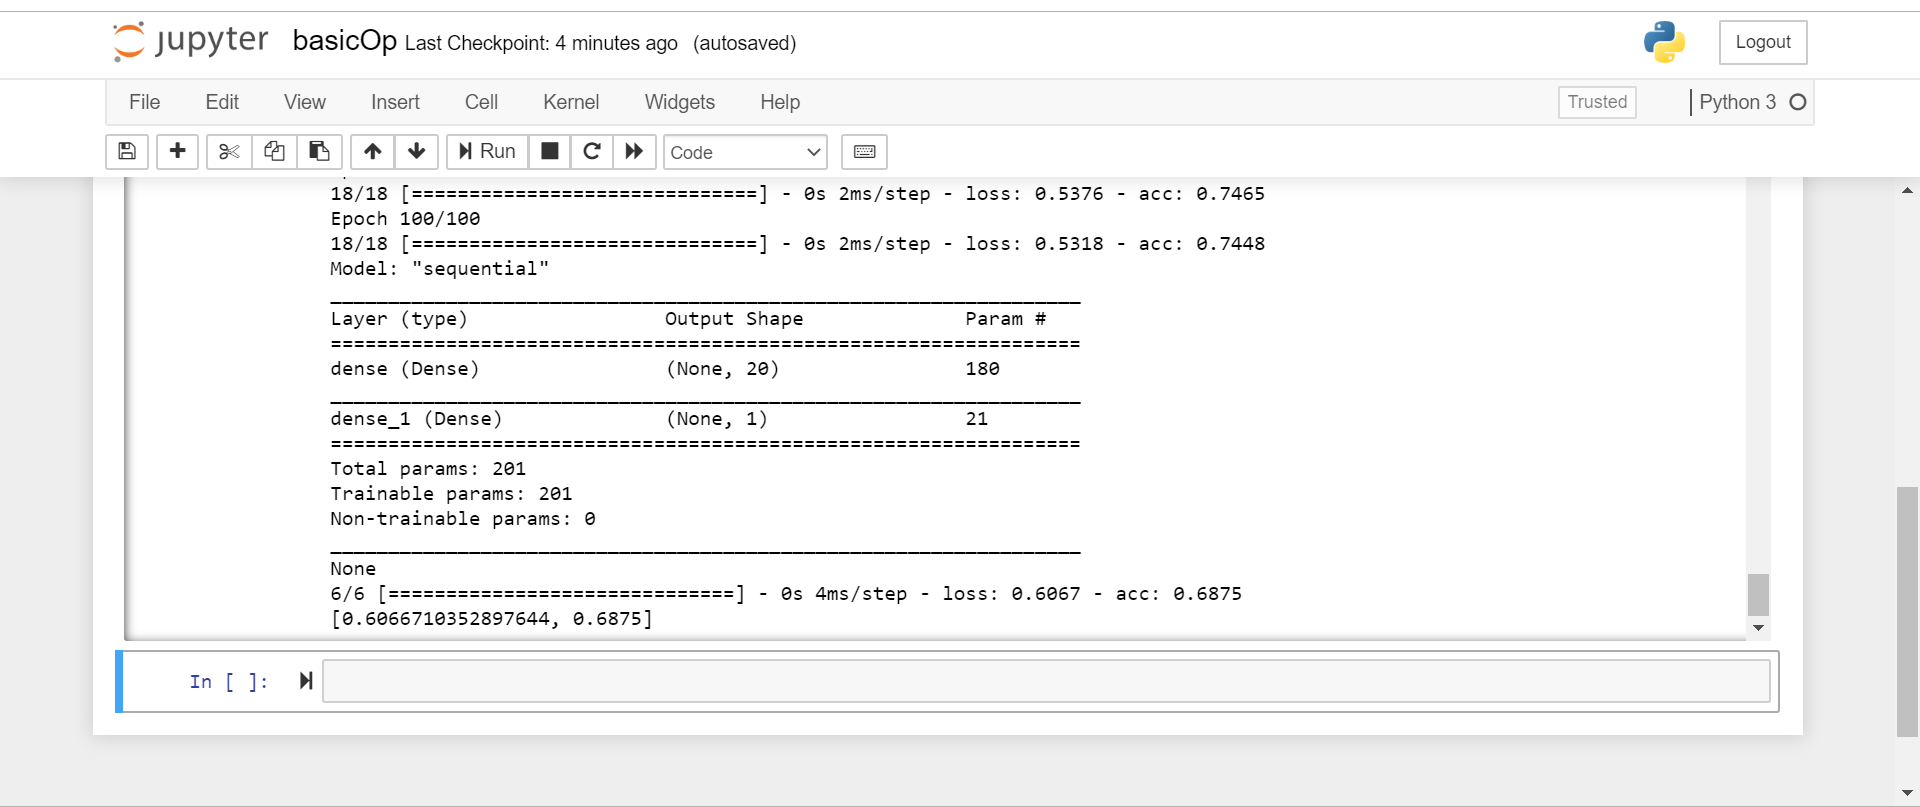 jupyter basicOp Last Checkpoint: 4 minutes ago (autosaved) Logout
File Edit View Insert Cell Kernel Widgets Help Trusted Python 3
Run Code
18/18 [==============================] - 0s 2ms/step - loss: 0.5376 - acc: 0.7465
Epoch 100/100
18/18 [==============================] - 0s 2ms/step - loss: 0.5318 - acc: 0.7448
Model: "sequential"
_________________________________________________________________
Layer (type) Output Shape Param #
=================================================================
dense (Dense) (None, 20) 180
_________________________________________________________________
dense_1 (Dense) (None, 1) 21
=================================================================
Total params: 201
Trainable params: 201
Non-trainable params: 0
_________________________________________________________________
None
6/6 [==============================] - 0s 4ms/step - loss: 0.6067 - acc: 0.6875
[0.6066710352897644, 0.6875]
In [ ]: